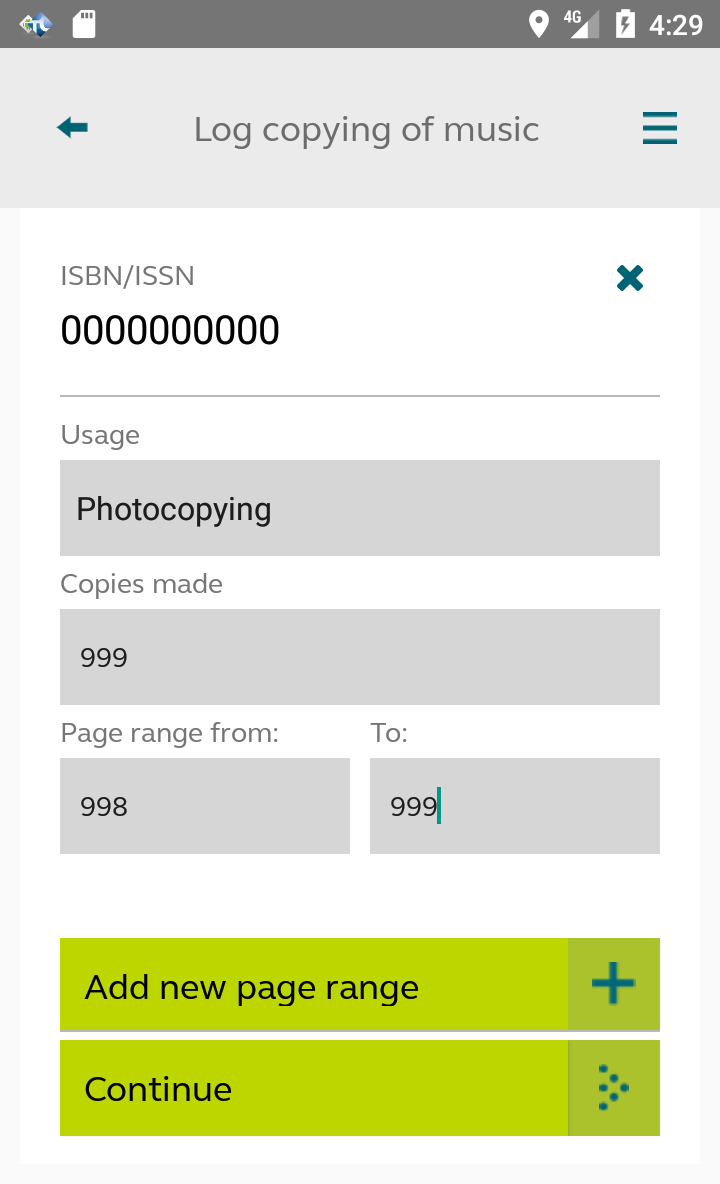 4G 4:29
Log copying of music
ISBN/ISSN
0000000000
Usage
Photocopying
Copies made
999
Page range from: To:
998 999
Add new page range
Continue